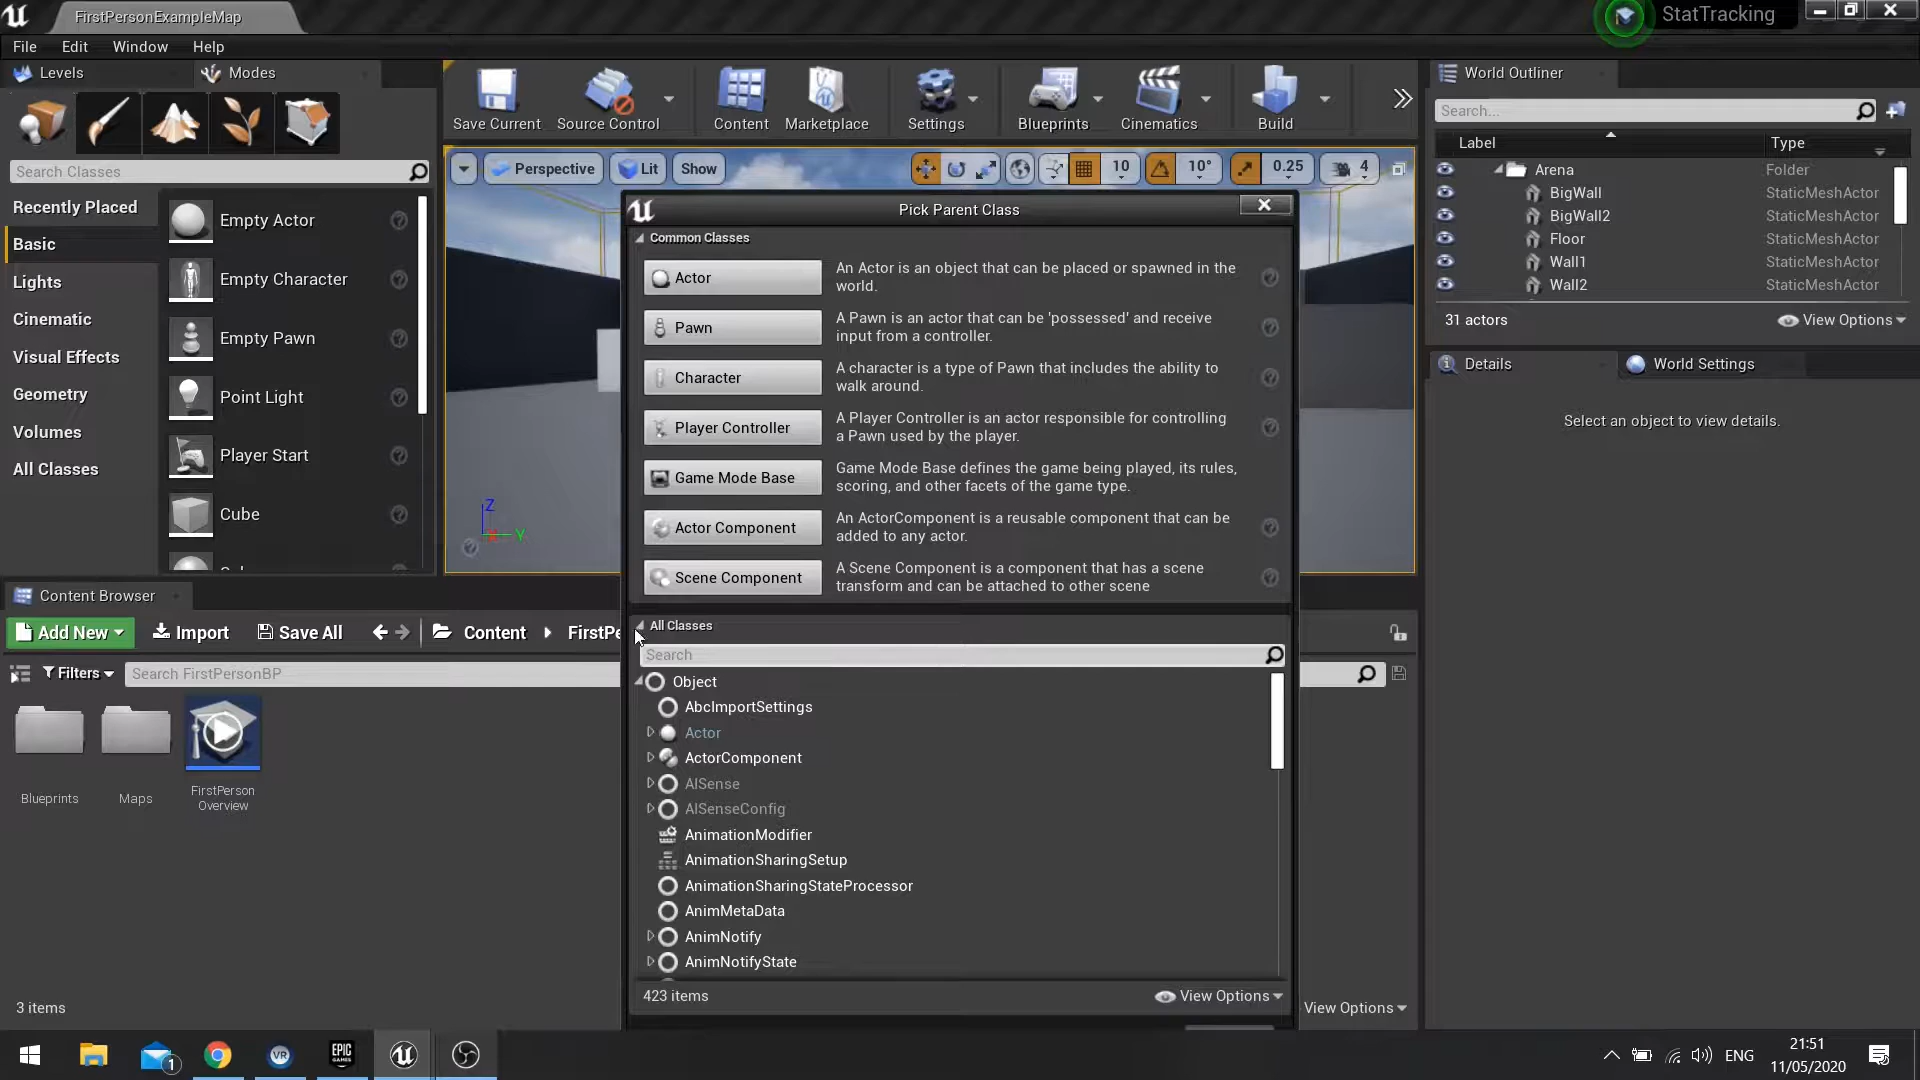 FirstPersonExampleMap
StatTracking
File Edit Window Help
Levels
Modes
Search Classes
Recently Placed
Basic
Lights
Cinematic
Visual Effects
Geometry
Volumes
All Classes
Empty Actor
Empty Character
Empty Pawn
Point Light
Player Start
Cube
Save Current
Source Control
Content
Marketplace
Settings
Blueprints
Cinematics
Build
Perspective
Lit
Show
10
10°
0.25
4
Z
Y
Pick Parent Class
Common Classes
Actor
An Actor is an object that can be placed or spawned in the
world.
Pawn
A Pawn is an actor that can be 'possessed' and receive
input from a controller.
Character
A character is a type of Pawn that includes the ability to
walk around.
Player Controller
A Player Controller is an actor responsible for controlling
a Pawn used by the player.
Game Mode Base
Game Mode Base defines the game being played, its rules,
scoring, and other facets of the game type.
Actor Component
An ActorComponent is a reusable component that can be
added to any actor.
Scene Component
A Scene Component is a component that has a scene
transform and can be attached to other scene
All Classes
Search
Object
AbcImportSettings
Actor
ActorComponent
AISense
AISenseConfig
AnimationModifier
AnimationSharingSetup
AnimationSharingStateProcessor
AnimMetaData
AnimNotify
AnimNotifyState
423 items
View Options
World Outliner
Search...
Label
Type
Arena Folder
BigWall StaticMeshActor
BigWall2 StaticMeshActor
Floor StaticMeshActor
Wall1 StaticMeshActor
Wall2 StaticMeshActor
31 actors
View Options
Details
World Settings
Select an object to view details.
Content Browser
Add New
Import
Save All
Content
FirstPe
Filters
Search FirstPersonBP
Blueprints
Maps
FirstPerson
Overview
3 items
View Options
1
VR
EPIC
GAMES
ENG
21:51
11/05/2020